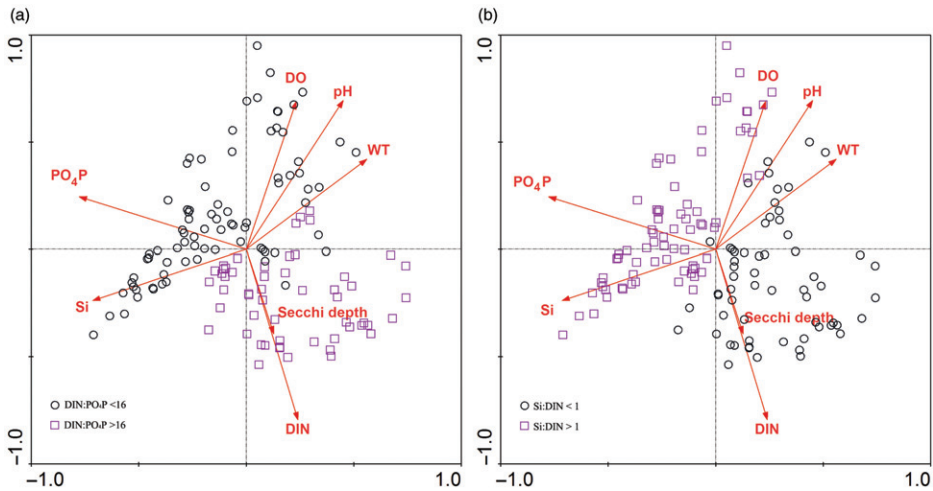 (a)
1.0
DO
pH
WT
PO₄P
Si
Secchi depth
DIN
DIN:PO₄P <16
DIN:PO₄P >16
-1.0
-1.0
1.0
(b)
1.0
DO
pH
WT
PO₄P
Si
Secchi depth
DIN
Si:DIN < 1
Si:DIN > 1
-1.0
-1.0
1.0